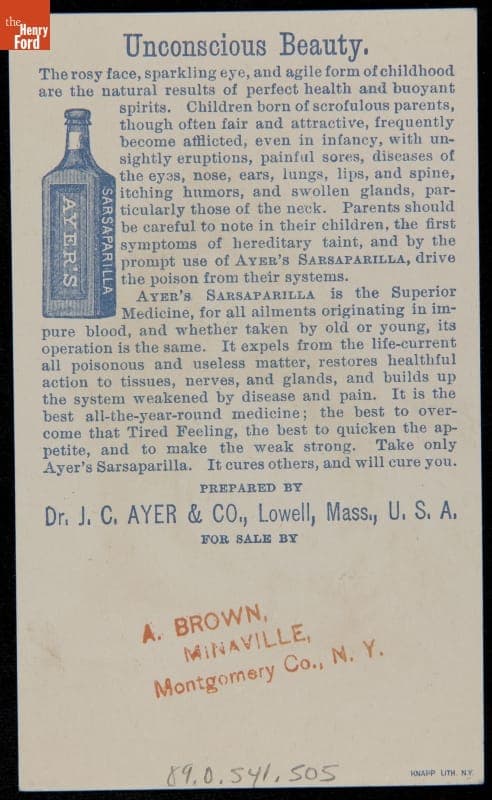 the
Henry
Ford
Unconscious Beauty.
The rosy face, sparkling eye, and agile form of childhood
are the natural results of perfect health and buoyant
spirits. Children born of scrofulous parents,
though often fair and attractive, frequently
become afflicted, even in infancy, with un-
sightly eruptions, painful sores, diseases of
the eyes, nose, ears, lungs, lips, and spine,
itching humors, and swollen glands, par-
ticularly those of the neck. Parents should
be careful to note in their children, the first
symptoms of hereditary taint, and by the
prompt use of AYER'S SARSAPARILLA, drive
the poison from their systems.
AYER'S
SARSAPARILLA
AYER'S SARSAPARILLA is the Superior
Medicine, for all ailments originating in im-
pure blood, and whether taken by old or young, its
operation is the same. It expels from the life-current
all poisonous and useless matter, restores healthful
action to tissues, nerves, and glands, and builds up
the system weakened by disease and pain. It is the
best all-the-year-round medicine; the best to over-
come that Tired Feeling, the best to quicken the ap-
petite, and to make the weak strong. Take only
Ayer's Sarsaparilla. It cures others, and will cure you.
PREPARED BY
Dr. J. C. AYER & CO., Lowell, Mass., U. S. A.
FOR SALE BY
A. BROWN,
MINAVILLE,
Montgomery Co., N. Y.
89.0.541.505
KNAPP LITH. N.Y.